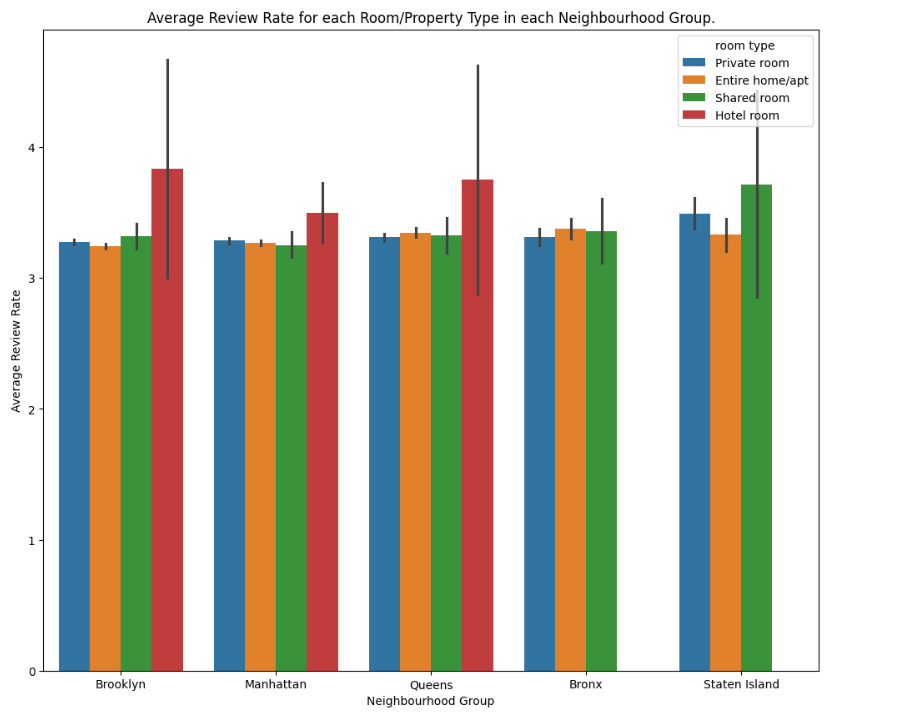 Average Review Rate for each Room/Property Type in each Neighbourhood Group.
room type
Private room
Entire home/apt
Shared room
Hotel room
Average Review Rate
4
3
2
1
0
Brooklyn Manhattan Queens Bronx Staten Island
Neighbourhood Group